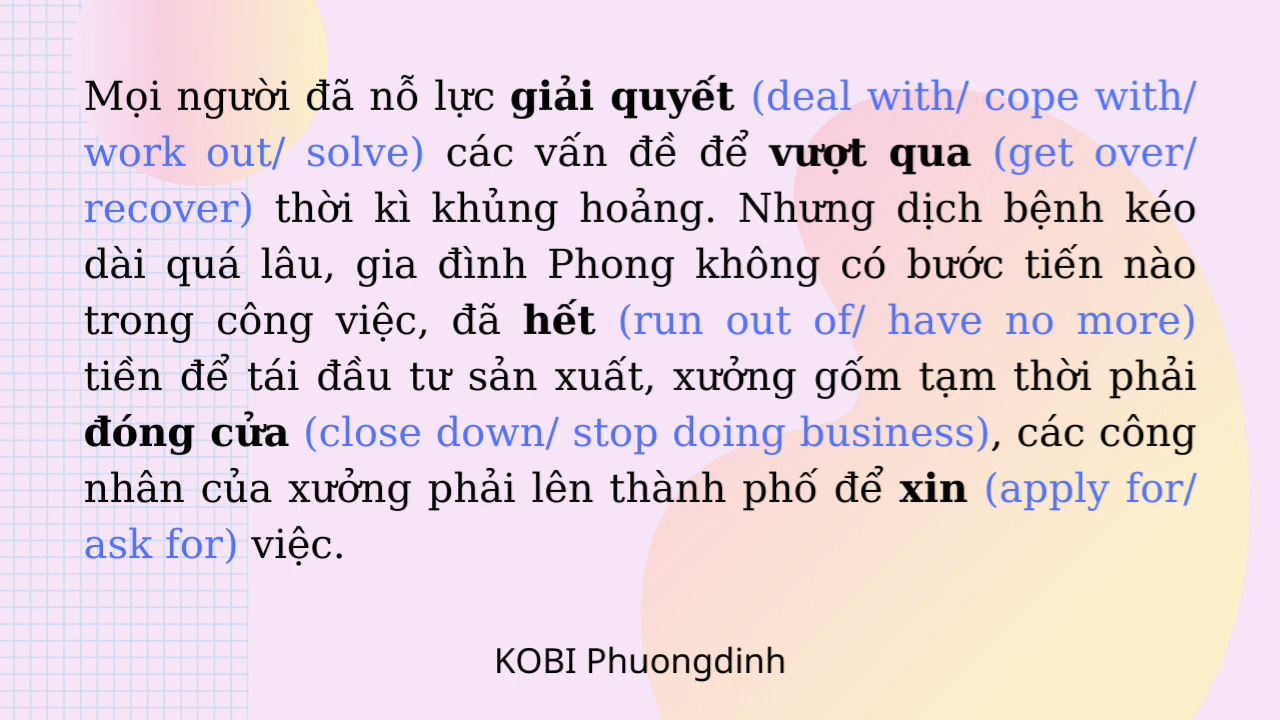 Mọi người đã nỗ lực giải quyết (deal with/ cope with/
work out/ solve) các vấn đề để vượt qua (get over/
recover) thời kì khủng hoảng. Nhưng dịch bệnh kéo
dài quá lâu, gia đình Phong không có bước tiến nào
trong công việc, đã hết (run out of/ have no more)
tiền để tái đầu tư sản xuất, xưởng gốm tạm thời phải
đóng cửa (close down/ stop doing business), các công
nhân của xưởng phải lên thành phố để xin (apply for/
ask for) việc.
KOBI Phuongdinh